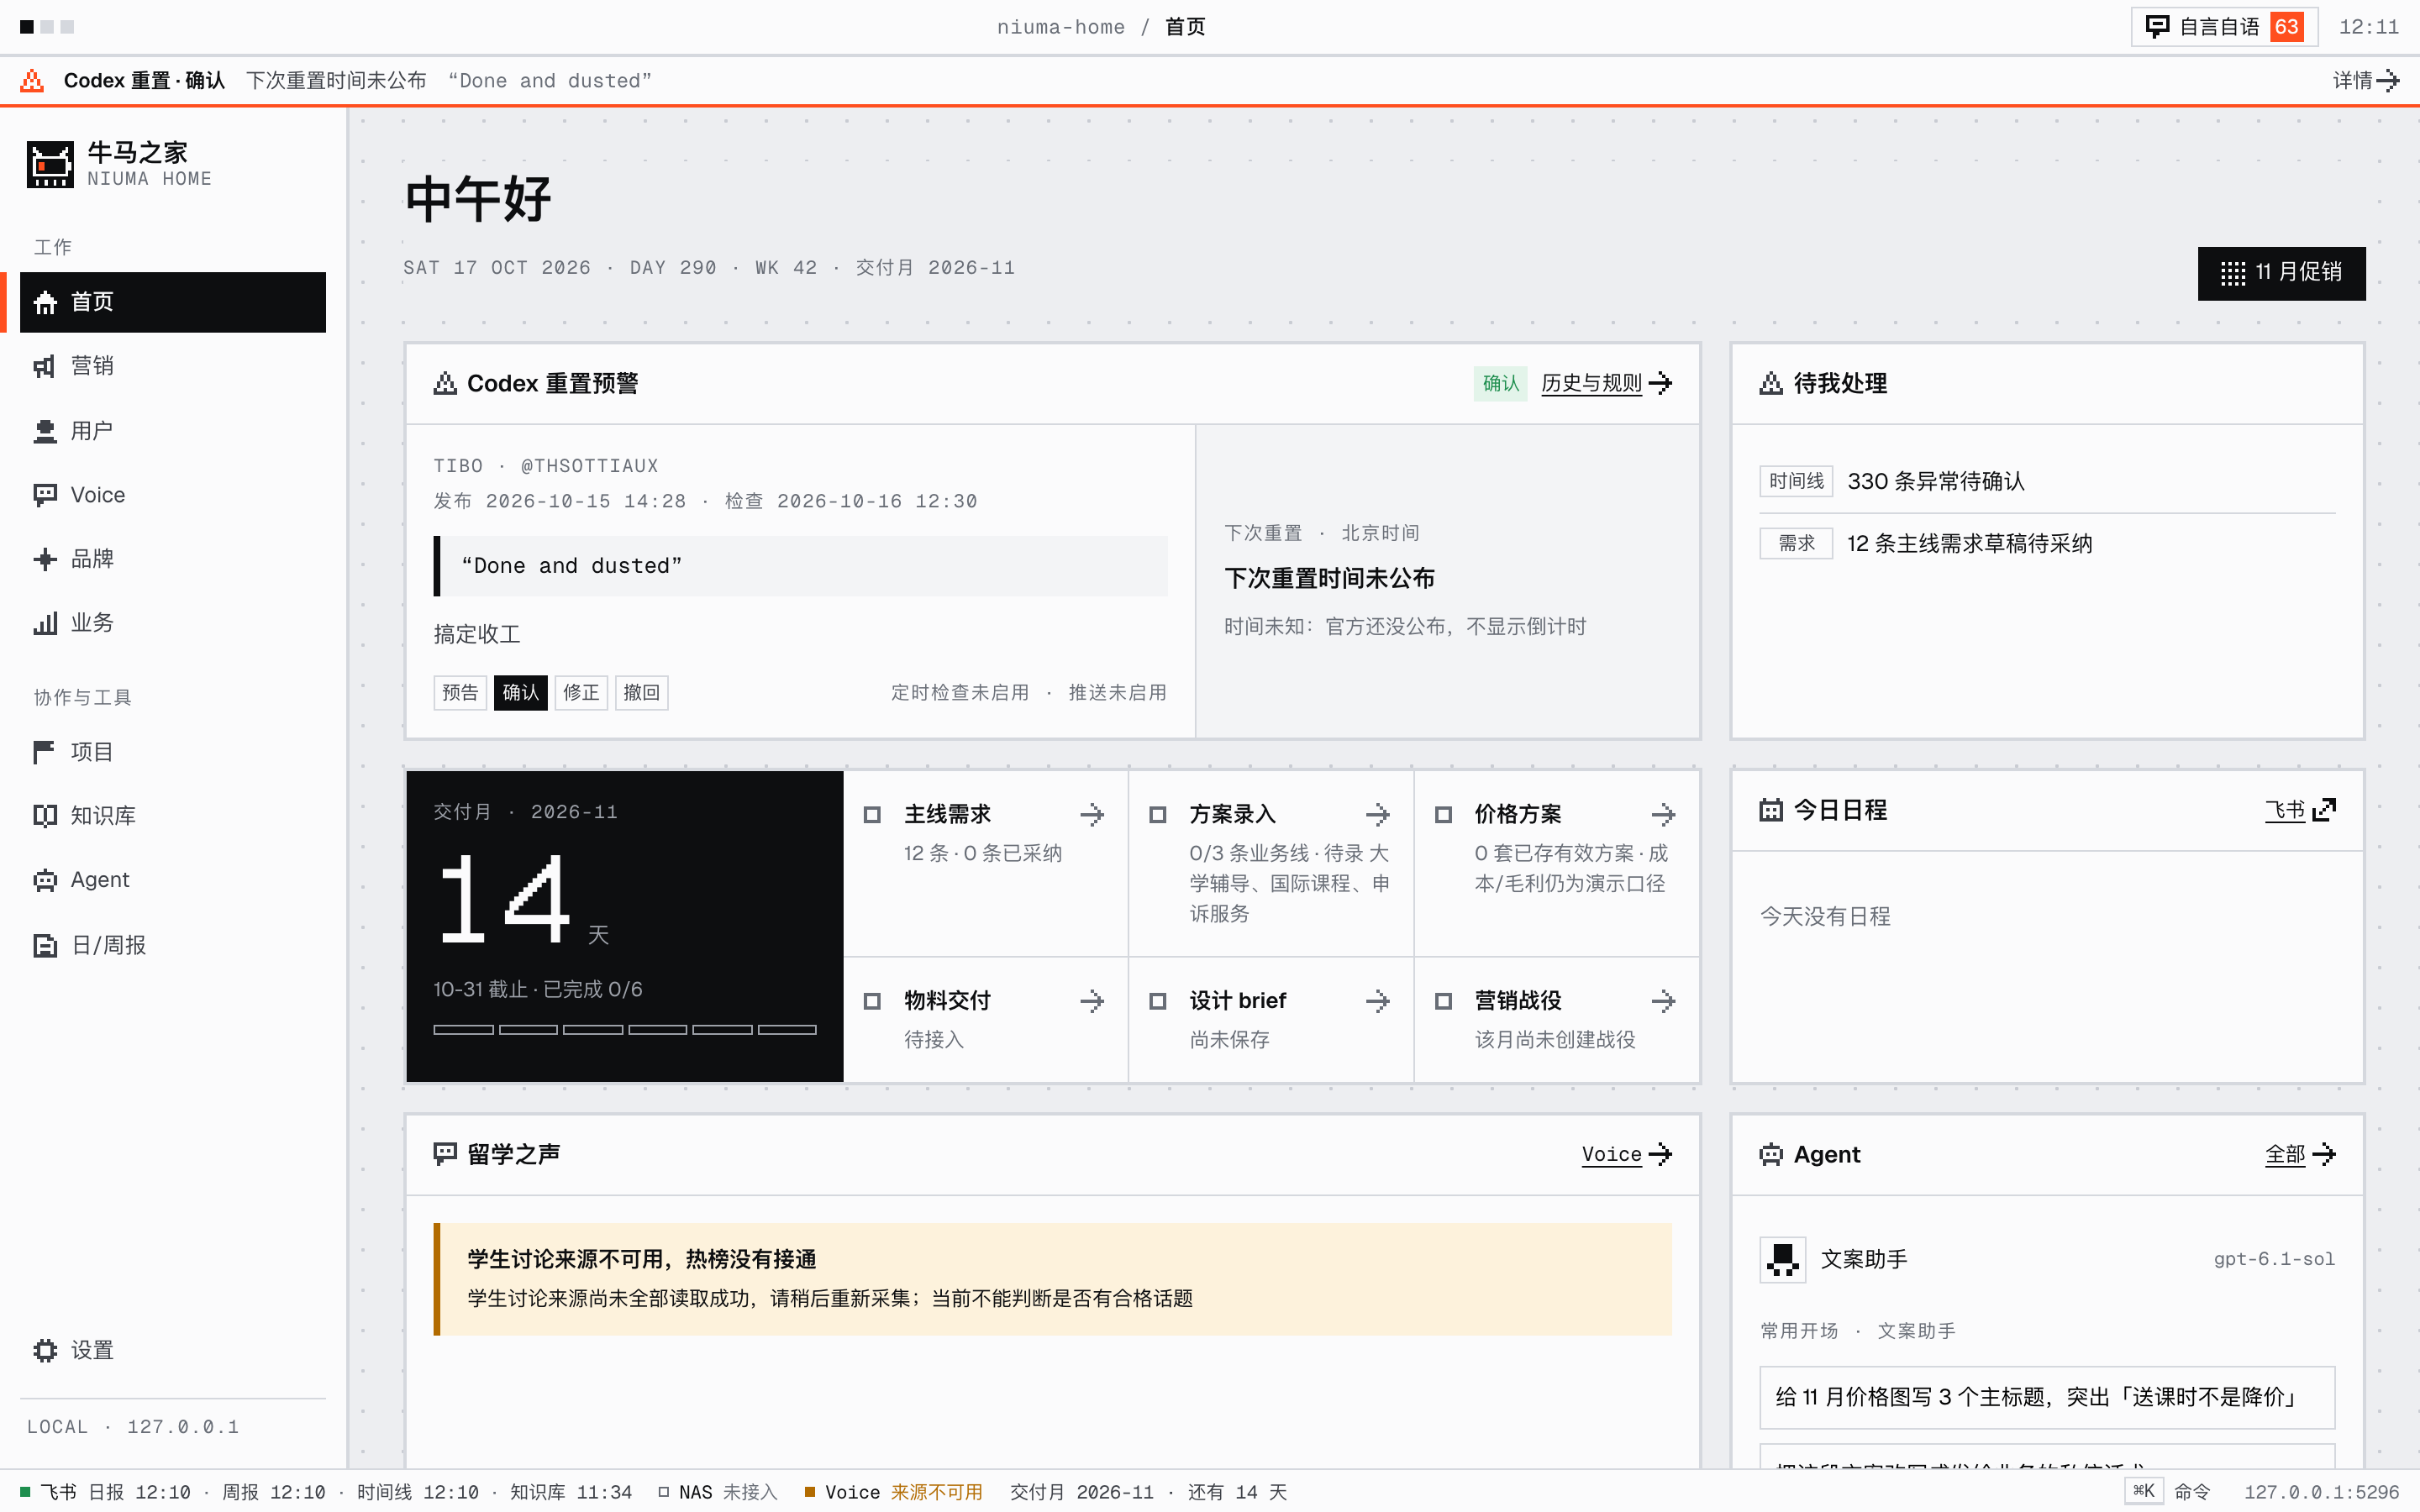 niuma-home / 首页
自言自语 63
12:11
Codex 重置·确认 下次重置时间未公布 “Done and dusted”
详情
牛马之家
NIUMA HOME
工作
首页
营销
用户
Voice
品牌
业务
协作与工具
项目
知识库
Agent
日/周报
设置
LOCAL · 127.0.0.1
中午好
SAT 17 OCT 2026 · DAY 290 · WK 42 · 交付月 2026-11
11 月促销
Codex 重置预警
确认
历史与规则
TIBO · @THSOTTIAUX
发布 2026-10-15 14:28 · 检查 2026-10-16 12:30
“Done and dusted”
搞定收工
预告 确认 修正 撤回
定时检查未启用 · 推送未启用
下次重置 · 北京时间
下次重置时间未公布
时间未知：官方还没公布，不显示倒计时
待我处理
时间线 330 条异常待确认
需求 12 条主线需求草稿待采纳
交付月 · 2026-11
14 天
10-31 截止·已完成 0/6
主线需求
12 条·0 条已采纳
方案录入
0/3 条业务线·待录 大
学辅导、国际课程、申
诉服务
价格方案
0 套已存有效方案·成
本/毛利仍为演示口径
物料交付
待接入
设计 brief
尚未保存
营销战役
该月尚未创建战役
今日日程
飞书
今天没有日程
留学之声
Voice
学生讨论来源不可用，热榜没有接通
学生讨论来源尚未全部读取成功，请稍后重新采集；当前不能判断是否有合格话题
Agent
全部
文案助手
gpt-6.1-sol
常用开场 · 文案助手
给 11 月价格图写 3 个主标题，突出「送课时不是降价」
飞书 日报 12:10 · 周报 12:10 · 时间线 12:10 · 知识库 11:34 NAS 未接入 Voice 来源不可用 交付月 2026-11 · 还有 14 天
⌘K 命令 127.0.0.1:5296